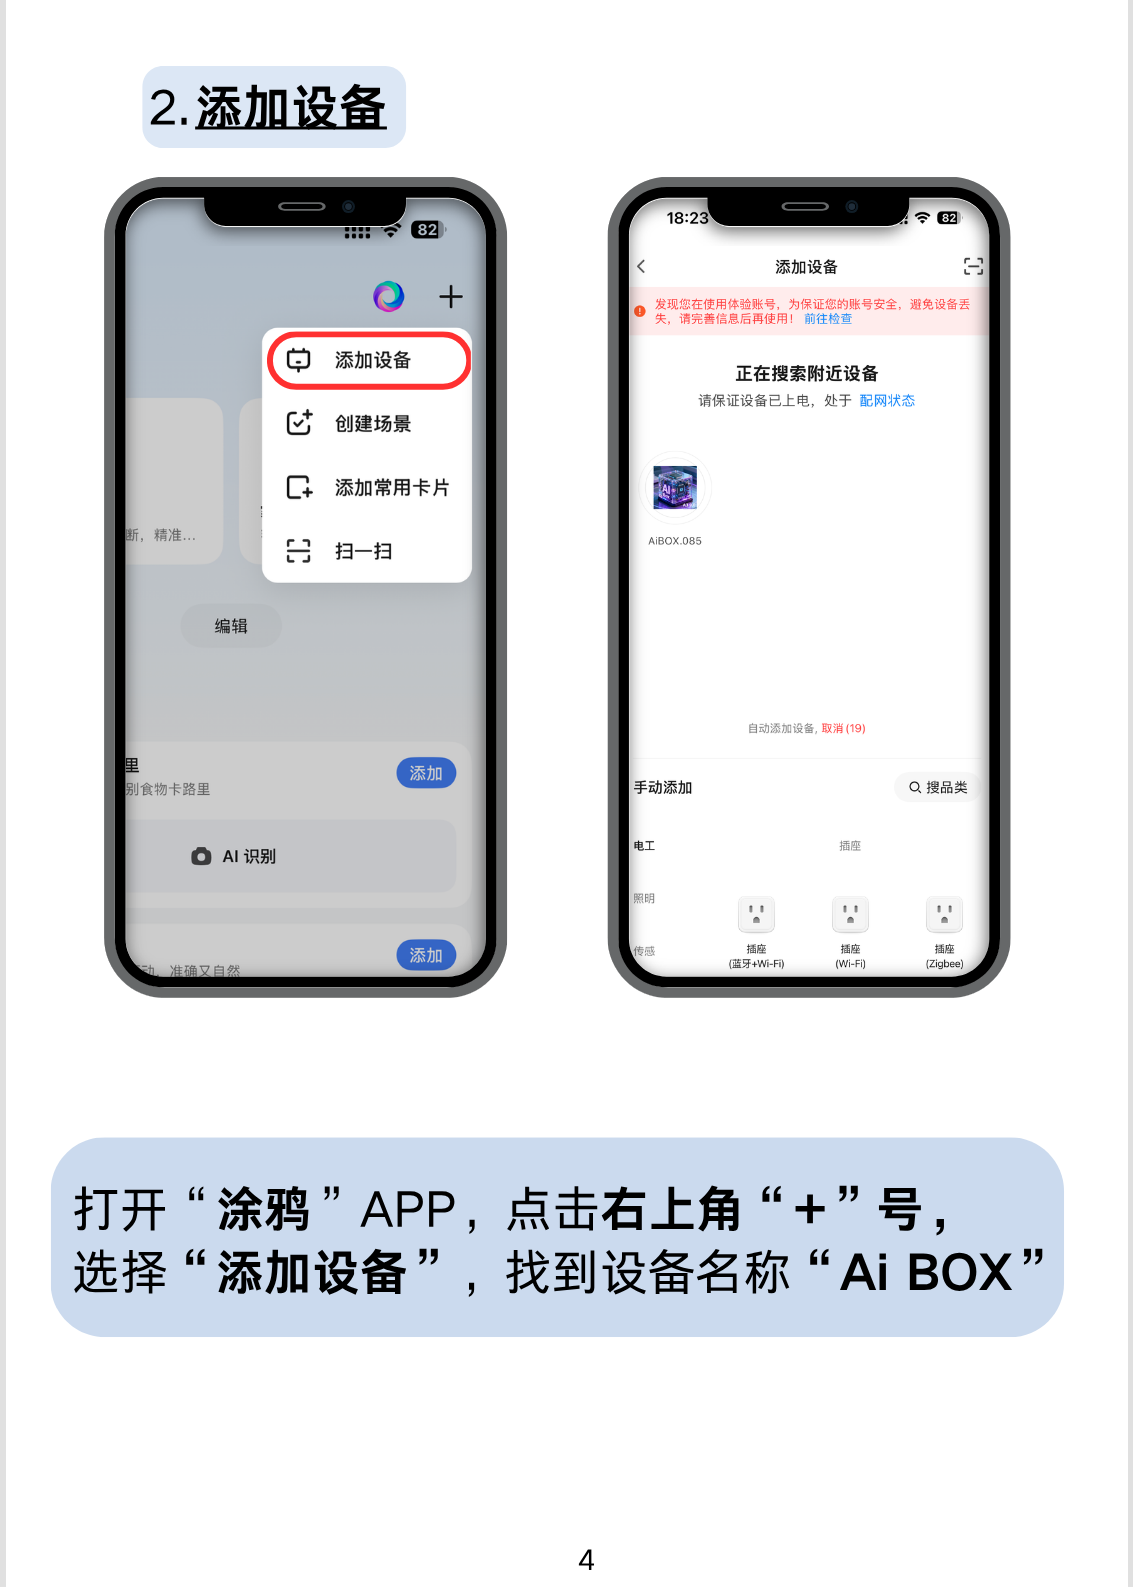 2.添加设备
82
添加设备
创建场景
添加常用卡片
扫一扫
断，精准...
编辑
里
别食物卡路里
添加
AI 识别
添加
动，准确又自然
18:23
82
添加设备
发现您在使用体验账号，为保证您的账号安全，避免设备丢
失，请完善信息后再使用！ 前往检查
正在搜索附近设备
请保证设备已上电，处于 配网状态
AI
AiBOX.085
自动添加设备, 取消 (19)
手动添加
搜品类
电工
插座
照明
传感
插座
(蓝牙+Wi-Fi)
插座
(Wi-Fi)
插座
(Zigbee)
打开“涂鸦”APP，点击右上角“+”号，
选择“添加设备”，找到设备名称“Ai BOX”
4